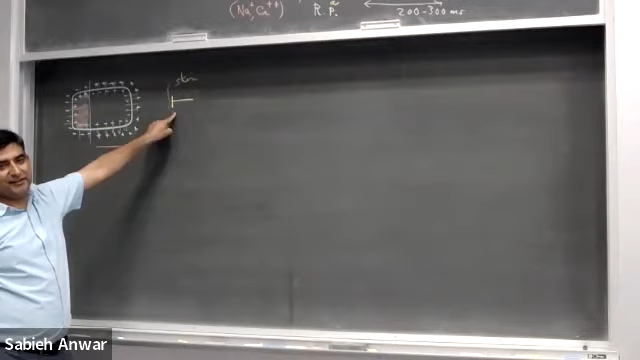 (Na⁺, Ca⁺⁺)
R.P.
200-300 ms
Sabieh Anwar